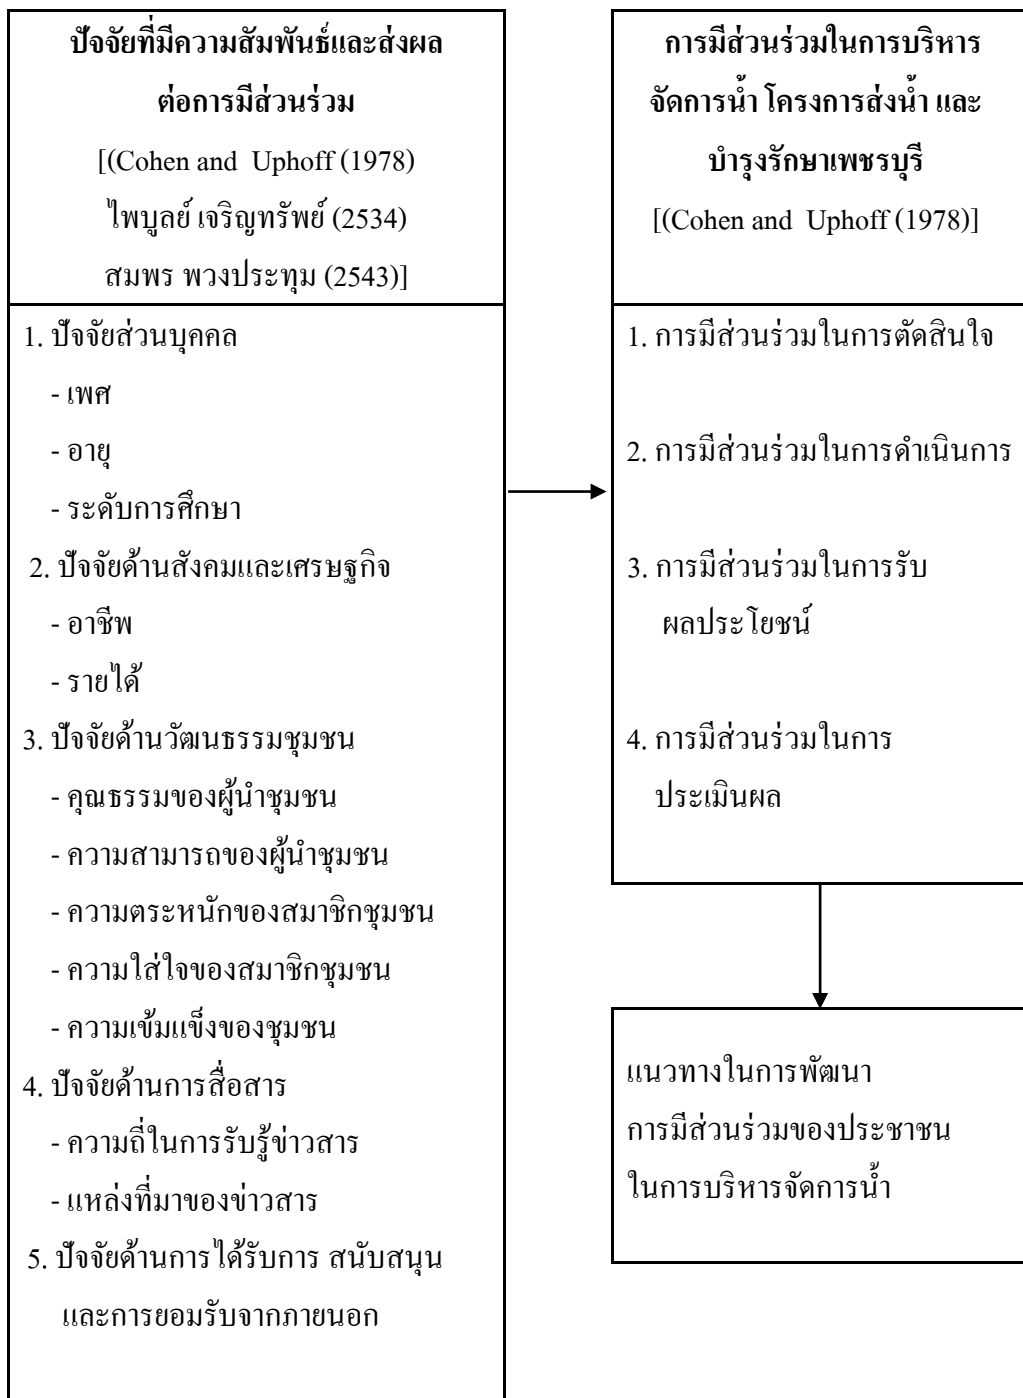 ปัจจัยที่มีความสัมพันธ์และส่งผล
ต่อการมีส่วนร่วม
[(Cohen and Uphoff (1978)
ไพบูลย์ เจริญทรัพย์ (2534)
สมพร พวงประทุม (2543)]
1. ปัจจัยส่วนบุคคล
- เพศ
- อายุ
- ระดับการศึกษา
2. ปัจจัยด้านสังคมและเศรษฐกิจ
- อาชีพ
- รายได้
3. ปัจจัยด้านวัฒนธรรมชุมชน
- คุณธรรมของผู้นำชุมชน
- ความสามารถของผู้นำชุมชน
- ความตระหนักของสมาชิกชุมชน
- ความใส่ใจของสมาชิกชุมชน
- ความเข้มแข็งของชุมชน
4. ปัจจัยด้านการสื่อสาร
- ความถี่ในการรับรู้ข่าวสาร
- แหล่งที่มาของข่าวสาร
5. ปัจจัยด้านการได้รับการ สนับสนุน
และการยอมรับจากภายนอก
การมีส่วนร่วมในการบริหาร
จัดการน้ำ โครงการส่งน้ำ และ
บำรุงรักษาเพชรบุรี
[(Cohen and Uphoff (1978)]
1. การมีส่วนร่วมในการตัดสินใจ
2. การมีส่วนร่วมในการดำเนินการ
3. การมีส่วนร่วมในการรับ
ผลประโยชน์
4. การมีส่วนร่วมในการ
ประเมินผล
แนวทางในการพัฒนา
การมีส่วนร่วมของประชาชน
ในการบริหารจัดการน้ำ